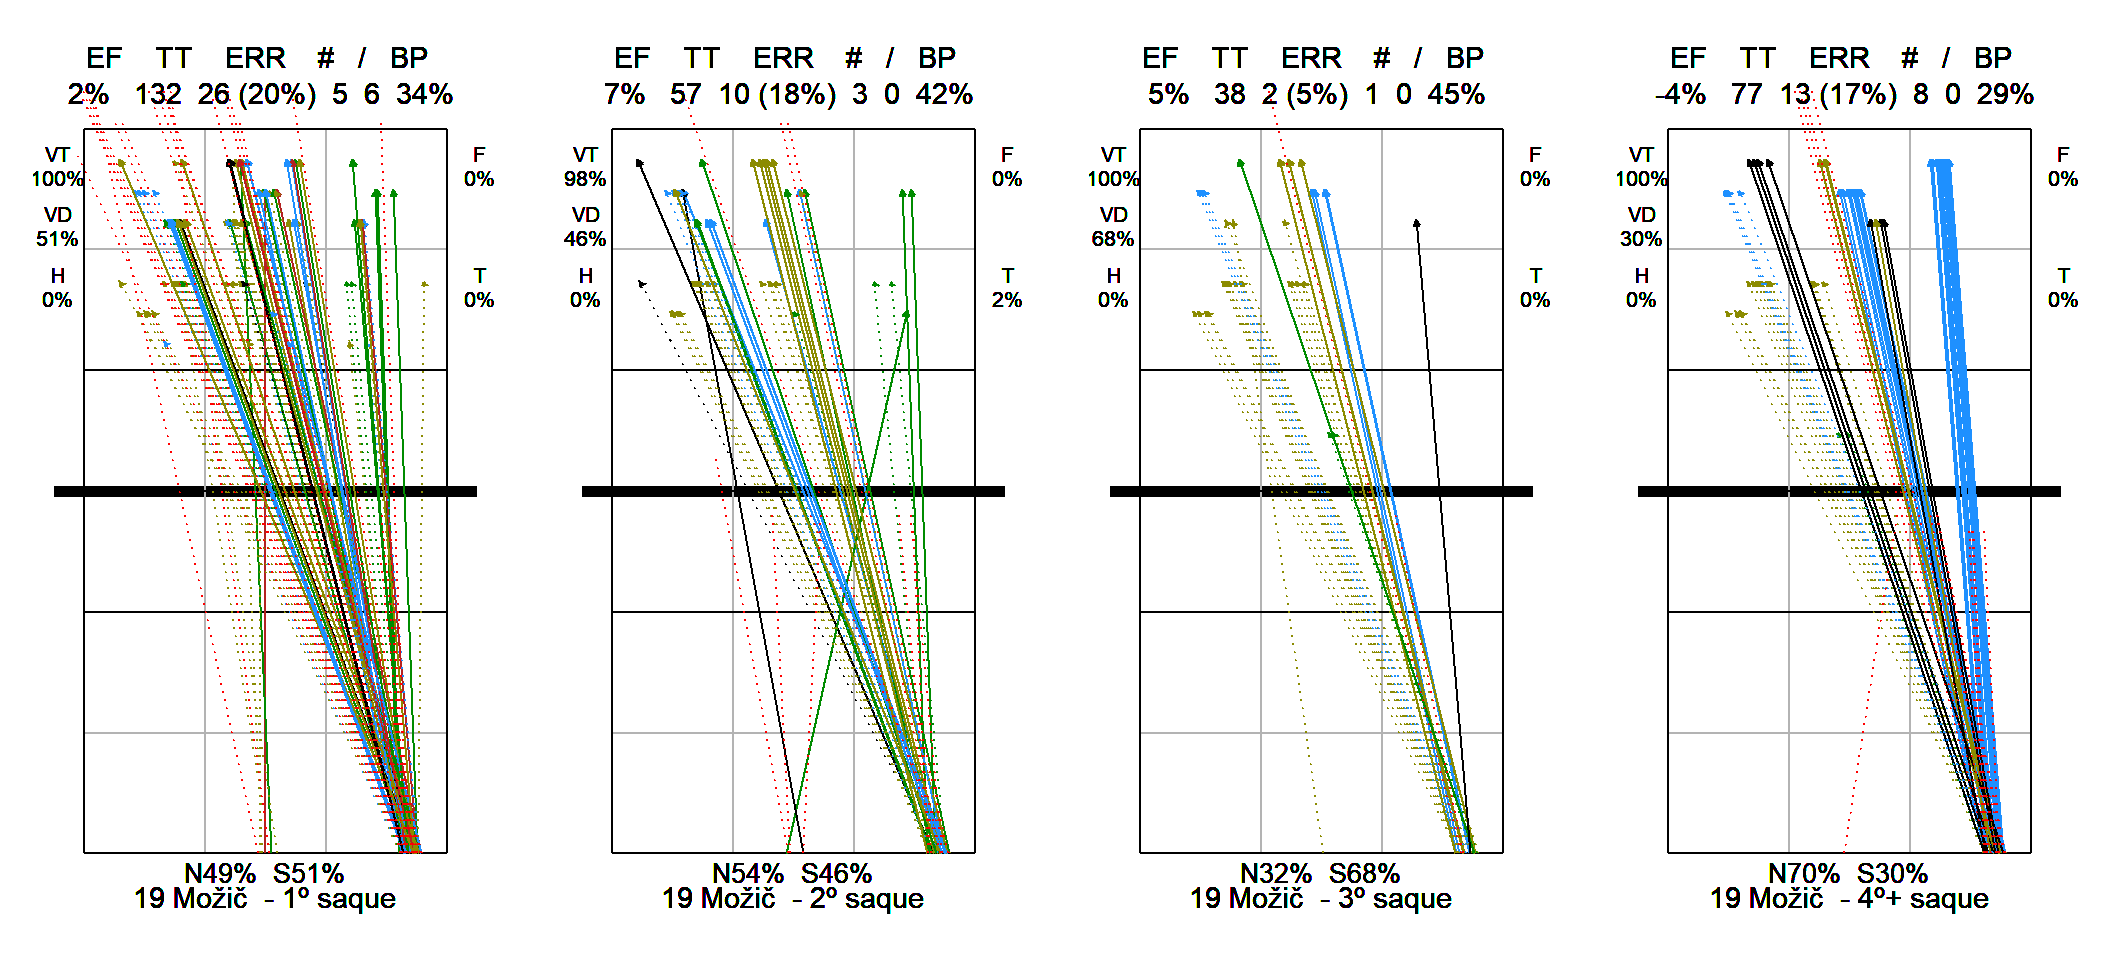 EF TT ERR # / BP
2% 132 26 (20%) 5 6 34%
VT
100%
VD
51%
H
0%
F
0%
T
0%
N49% S51%
19 Možič - 1º saque
EF TT ERR # / BP
7% 57 10 (18%) 3 0 42%
VT
98%
VD
46%
H
0%
F
0%
T
2%
N54% S46%
19 Možič - 2º saque
EF TT ERR # / BP
5% 38 2 (5%) 1 0 45%
VT
100%
VD
68%
H
0%
F
0%
T
0%
N32% S68%
19 Možič - 3º saque
EF TT ERR # / BP
-4% 77 13 (17%) 8 0 29%
VT
100%
VD
30%
H
0%
F
0%
T
0%
N70% S30%
19 Možič - 4º+ saque